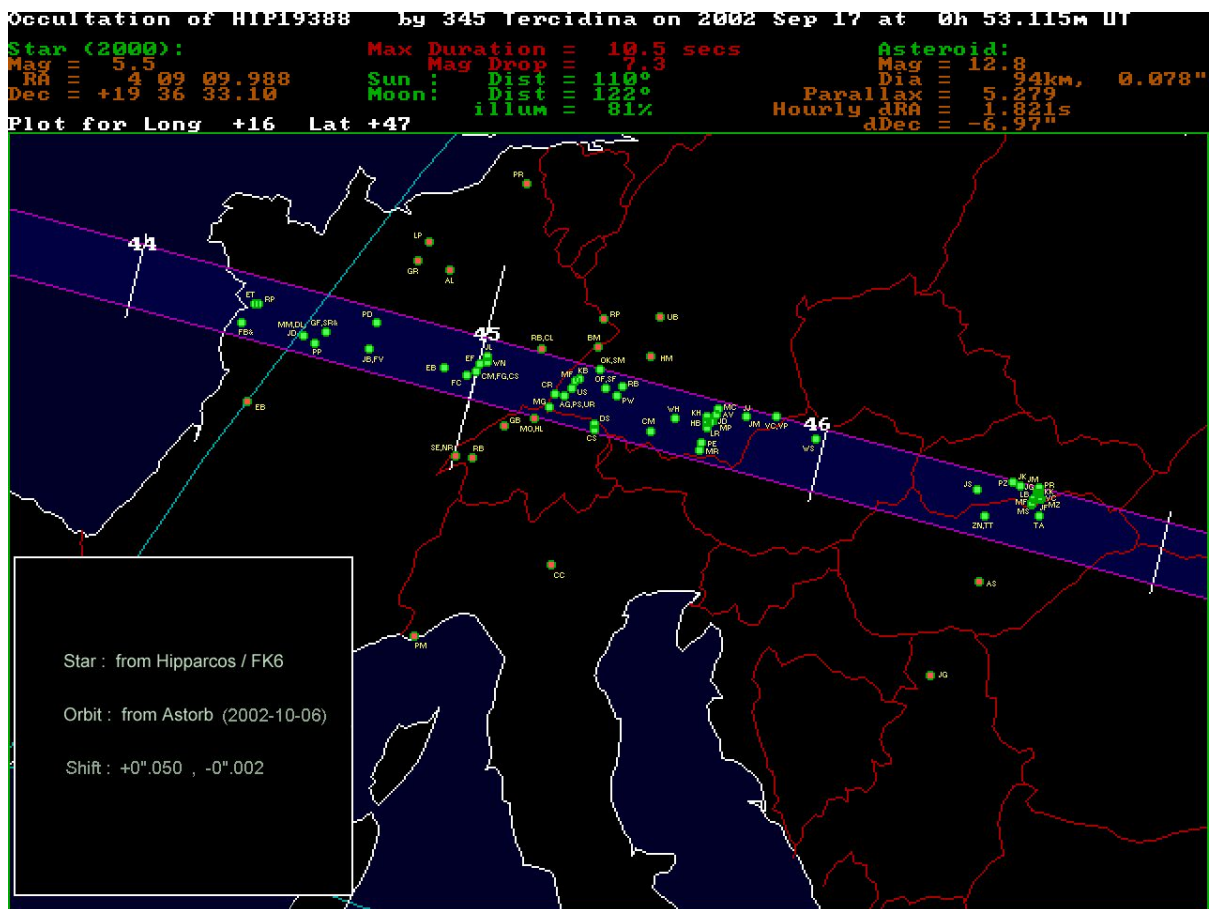 Occultation of HIP19388 by 345 Tercidina on 2002 Sep 17 at 0h 53.115m UT
Star (2000):
Mag = 5.5
RA = 4 09 09.988
Dec = +19 36 33.10
Plot for Long +16 Lat +47
Max Duration = 10.5 secs
Mag Drop = 7.3
Sun : Dist = 110°
Moon: Dist = 122°
illum = 81%
Asteroid:
Mag = 12.8
Dia = 94km, 0.078"
Parallax = 5.279
Hourly dRA = 1.821s
dDec = -6.97"
PR
LP
GR
AL
44
ET
RP
FB&
MM,DL
JD
GF,SR&
PP
PD
JB,FV
EB
45
JL
EF
WN
EB
FC
CM,FG,CS
RB,CL
RP
BM
UB
HM
OK,SM
KB
MF
US
OF,SF
RB
PW
CR
MG
AG,PS,UR
MO,HL
GB
SE,NR
RB
DS
CS
CM
WH
KH
HB
MC
AV
JD
MP
LR
PE
MR
JJ
JM
VC,VP
46
WS
JS
ZN,TT
PZ
JK
JM
JG
PR
KK
LB
VC
MF
MZ
MS
JF
TA
AS
CC
PM
JG
Star : from Hipparcos / FK6
Orbit : from Astorb (2002-10-06)
Shift : +0".050 , -0".002